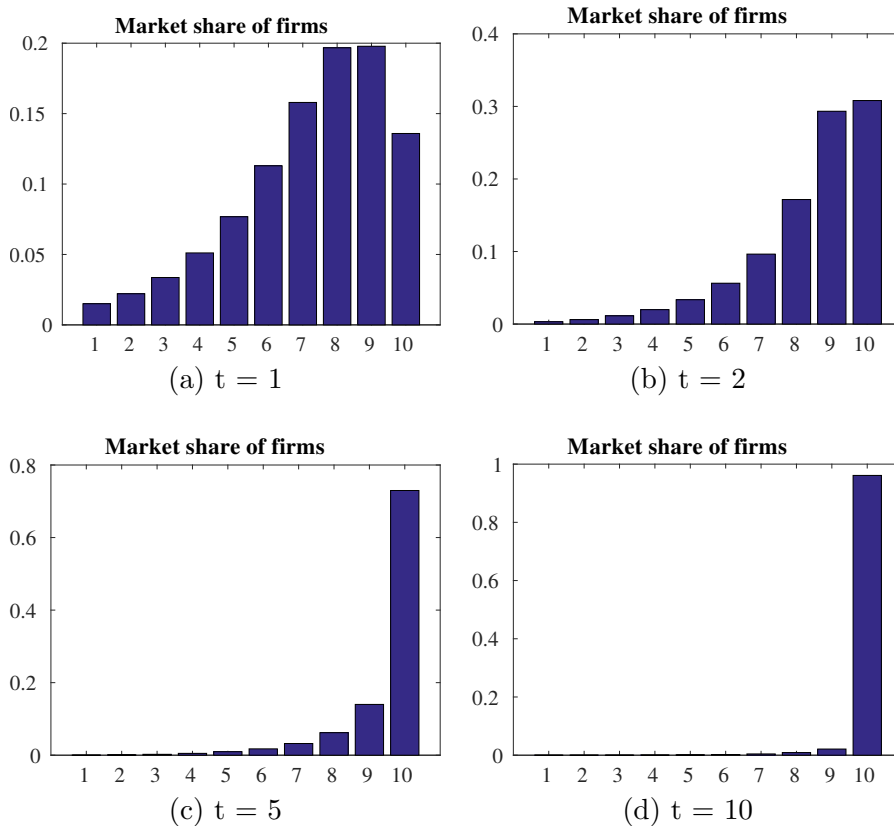 Market share of firms
0.2
0.15
0.1
0.05
0
1 2 3 4 5 6 7 8 9 10
(a) t = 1
Market share of firms
0.4
0.3
0.2
0.1
0
1 2 3 4 5 6 7 8 9 10
(b) t = 2
Market share of firms
0.8
0.6
0.4
0.2
0
1 2 3 4 5 6 7 8 9 10
(c) t = 5
Market share of firms
1
0.8
0.6
0.4
0.2
0
1 2 3 4 5 6 7 8 9 10
(d) t = 10